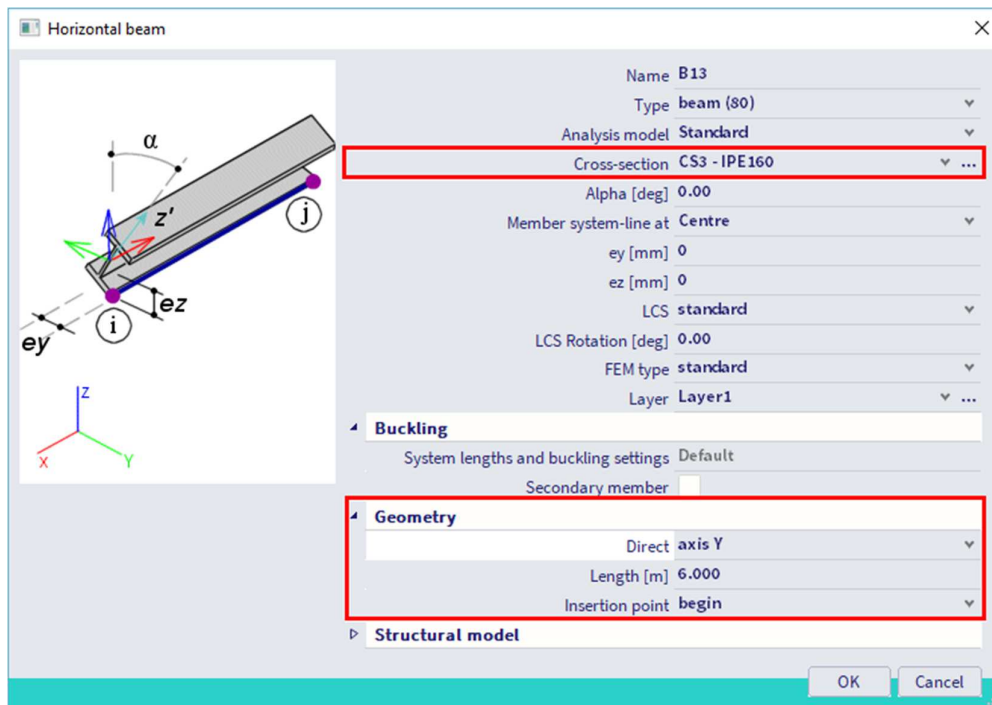 Horizontal beam
α
z'
j
ez
i
ey
Z
X
Y
Name B13
Type beam (80)
Analysis model Standard
Cross-section CS3 - IPE160 ...
Alpha [deg] 0.00
Member system-line at Centre
ey [mm] 0
ez [mm] 0
LCS standard
LCS Rotation [deg] 0.00
FEM type standard
Layer Layer1 ...
Buckling
System lengths and buckling settings Default
Secondary member
Geometry
Direct axis Y
Length [m] 6.000
Insertion point begin
Structural model
OK Cancel